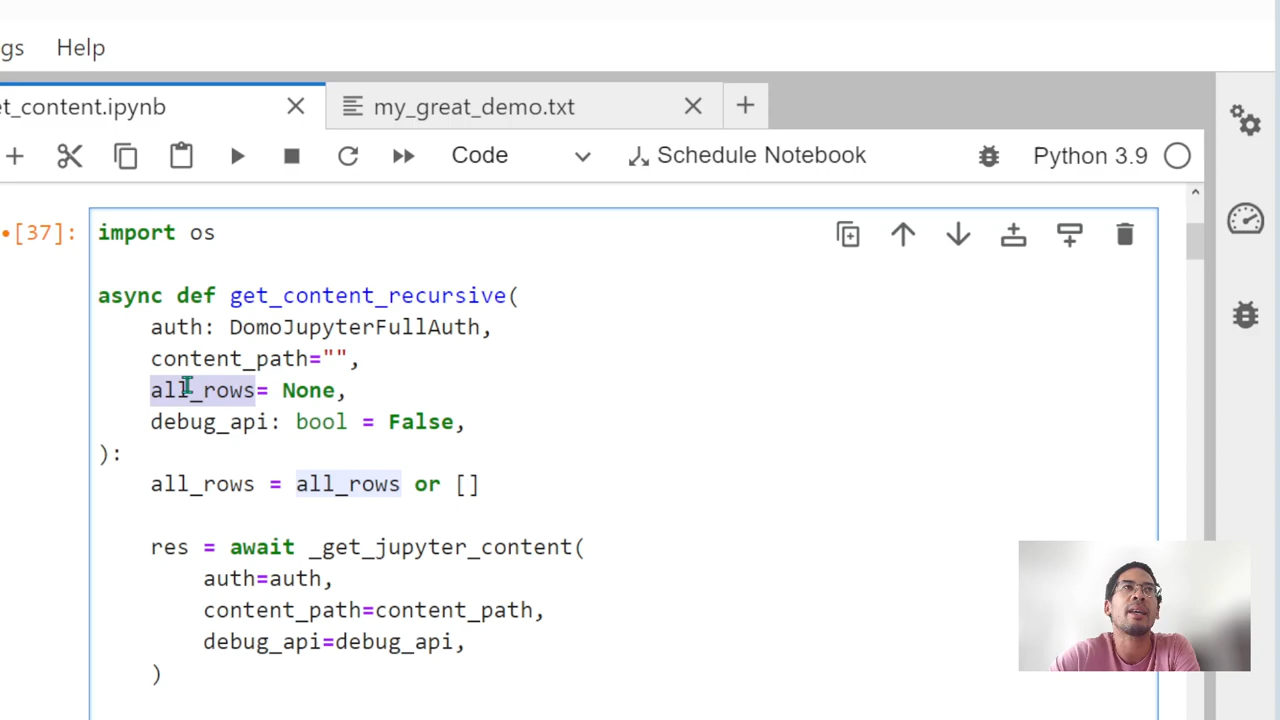 gs Help
et_content.ipynb my_great_demo.txt
Code Schedule Notebook Python 3.9
[37]: import os
async def get_content_recursive(
auth: DomoJupyterFullAuth,
content_path="",
all_rows= None,
debug_api: bool = False,
):
all_rows = all_rows or []
res = await _get_jupyter_content(
auth=auth,
content_path=content_path,
debug_api=debug_api,
)